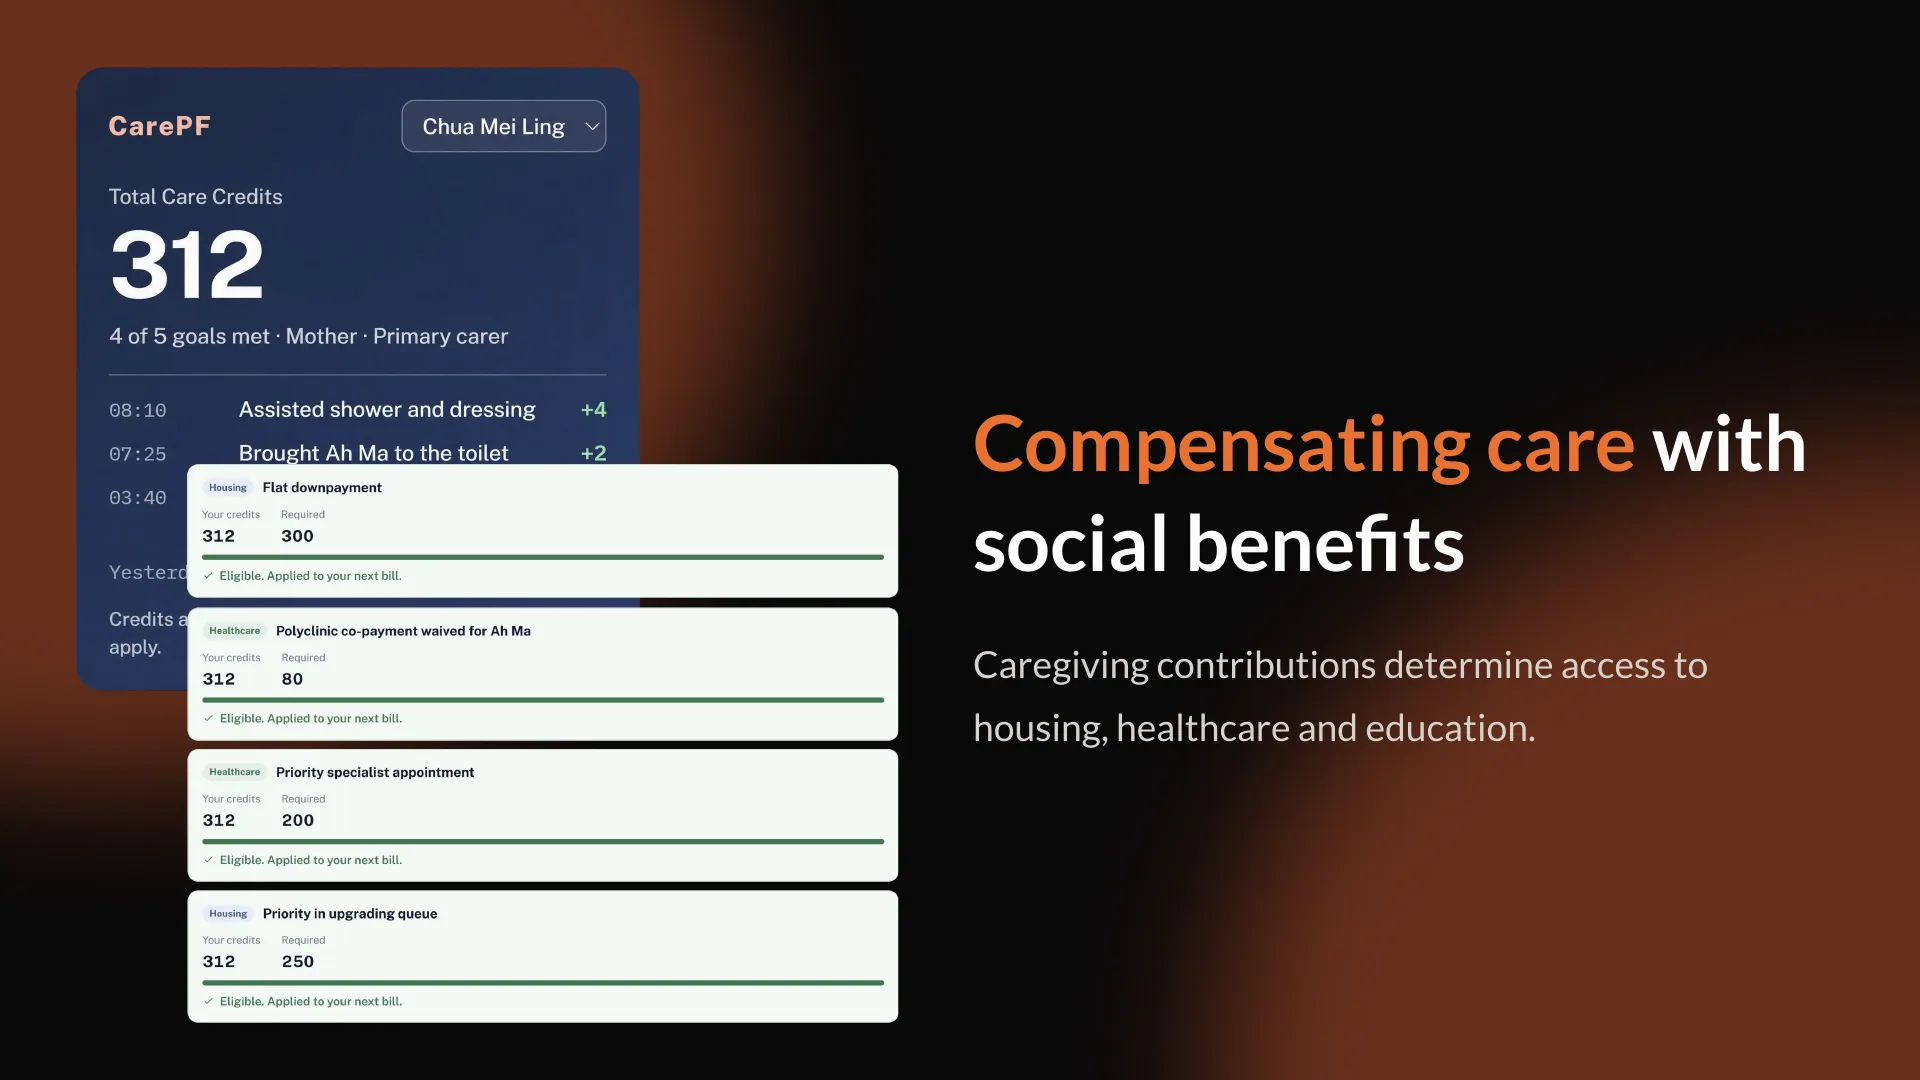 CarePF
Chua Mei Ling
Total Care Credits
312
4 of 5 goals met · Mother · Primary carer
08:10 Assisted shower and dressing +4
07:25 Brought Ah Ma to the toilet +2
03:40
Yesterd
Credits a
apply.
Housing Flat downpayment
Your credits Required
312 300
✓ Eligible. Applied to your next bill.
Healthcare Polyclinic co-payment waived for Ah Ma
Your credits Required
312 80
✓ Eligible. Applied to your next bill.
Healthcare Priority specialist appointment
Your credits Required
312 200
✓ Eligible. Applied to your next bill.
Housing Priority in upgrading queue
Your credits Required
312 250
✓ Eligible. Applied to your next bill.
Compensating care with
social benefits
Caregiving contributions determine access to
housing, healthcare and education.